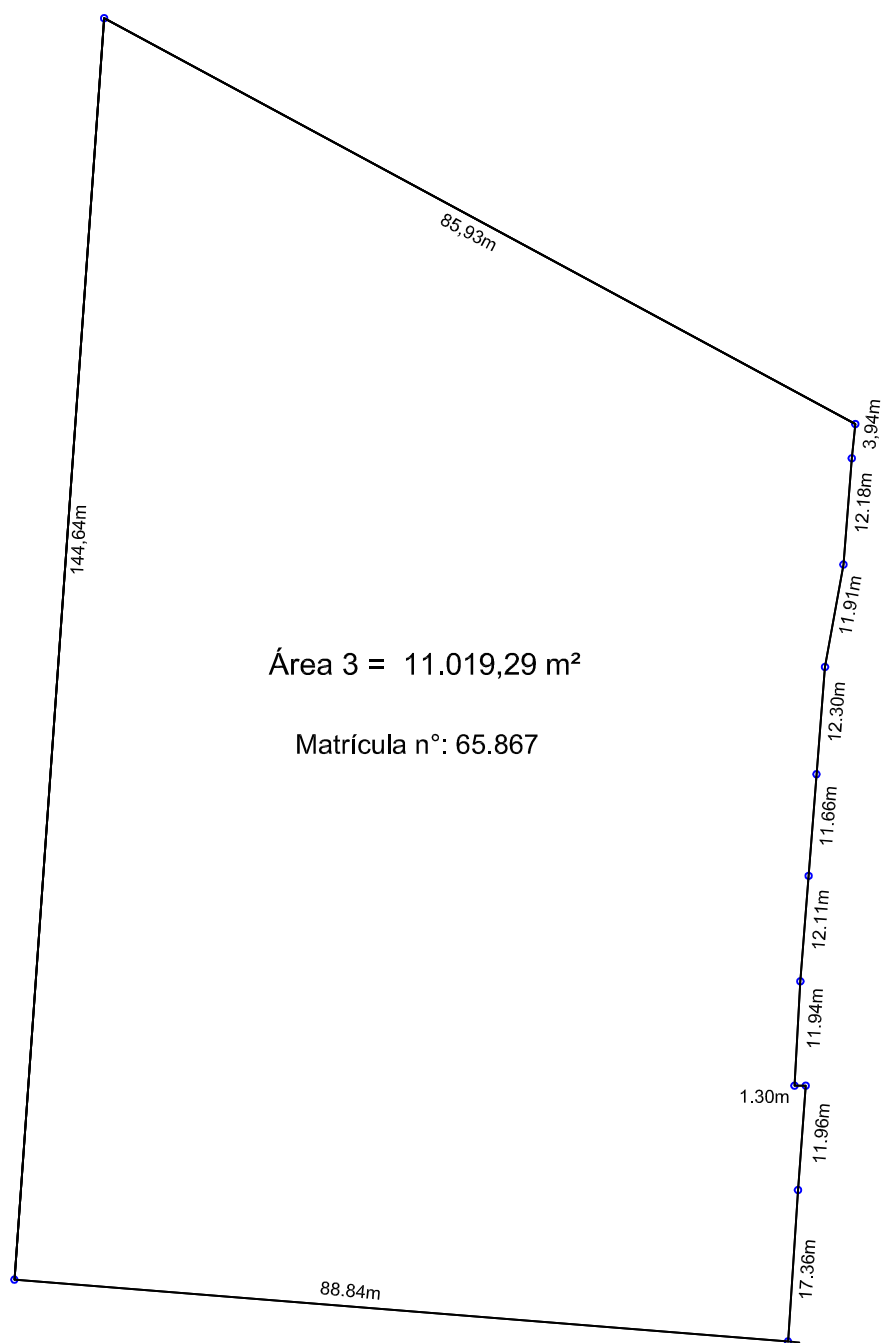 85,93m
3,94m
12.18m
144,64m
11.91m
Área 3 = 11.019,29 m²
12.30m
Matrícula n°: 65.867
11.66m
12.11m
11.94m
1.30m
11.96m
17.36m
88.84m